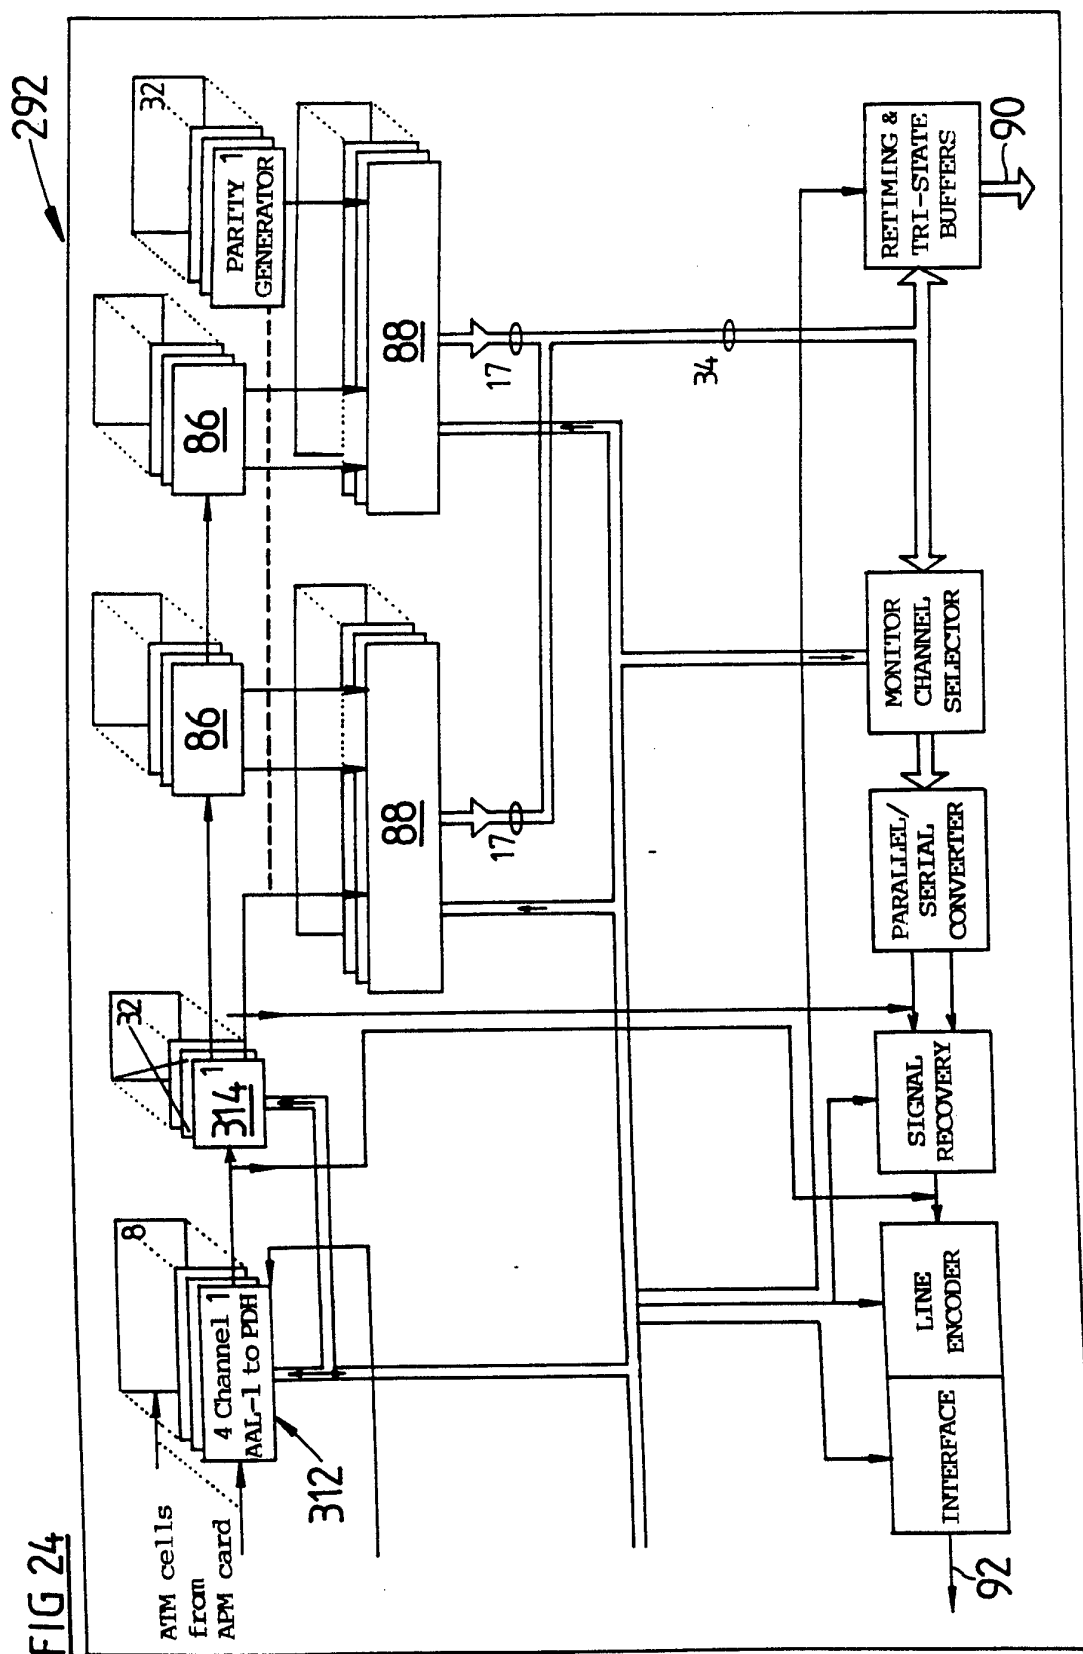 FIG 24
292
ATM cells
from
APM card
8
4 Channel 1
AAL-1 to PDH
312
32
1
314
86
86
32
1
PARITY
GENERATOR
88
88
17
17
34
INTERFACE
LINE
ENCODER
SIGNAL
RECOVERY
PARALLEL/
SERIAL
CONVERTER
MONITOR
CHANNEL
SELECTOR
RETIMING &
TRI-STATE
BUFFERS
92
90